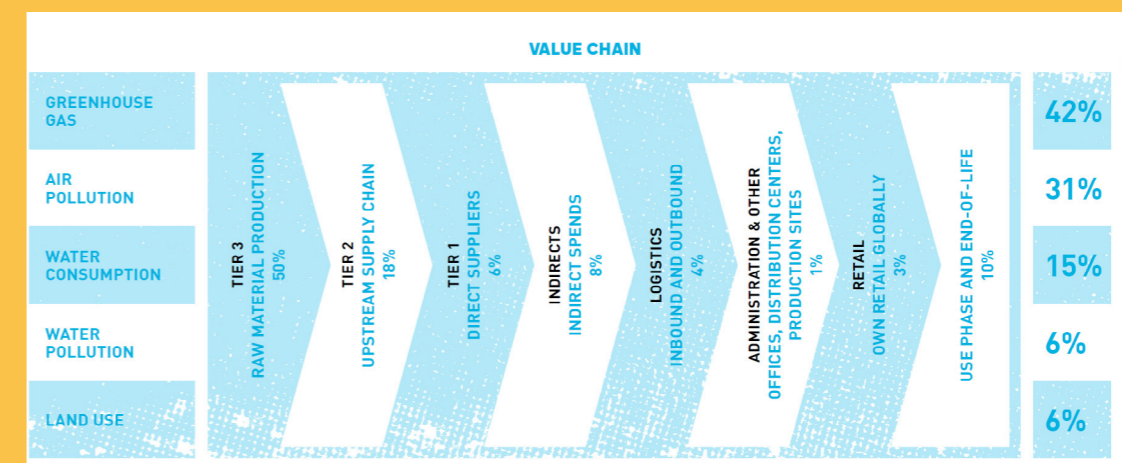 VALUE CHAIN
GREENHOUSE
GAS
AIR
POLLUTION
WATER
CONSUMPTION
WATER
POLLUTION
LAND USE
TIER 3
RAW MATERIAL PRODUCTION
50%
TIER 2
UPSTREAM SUPPLY CHAIN
18%
TIER 1
DIRECT SUPPLIERS
6%
INDIRECTS
INDIRECT SPENDS
8%
LOGISTICS
INBOUND AND OUTBOUND
4%
ADMINISTRATION & OTHER
OFFICES, DISTRIBUTION CENTERS,
PRODUCTION SITES
1%
RETAIL
OWN RETAIL GLOBALLY
3%
USE PHASE AND END-OF-LIFE
10%
42%
31%
15%
6%
6%